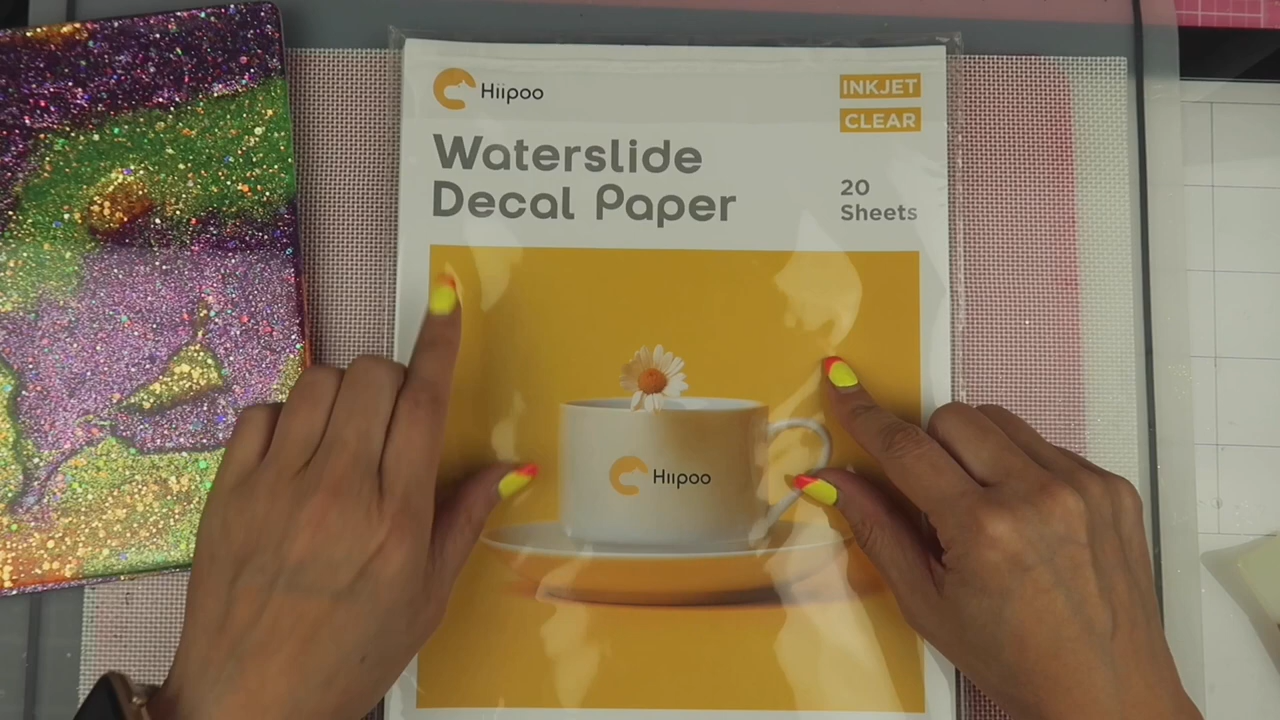 Hiipoo
INKJET
CLEAR
Waterslide
Decal Paper
20
Sheets
Hiipoo